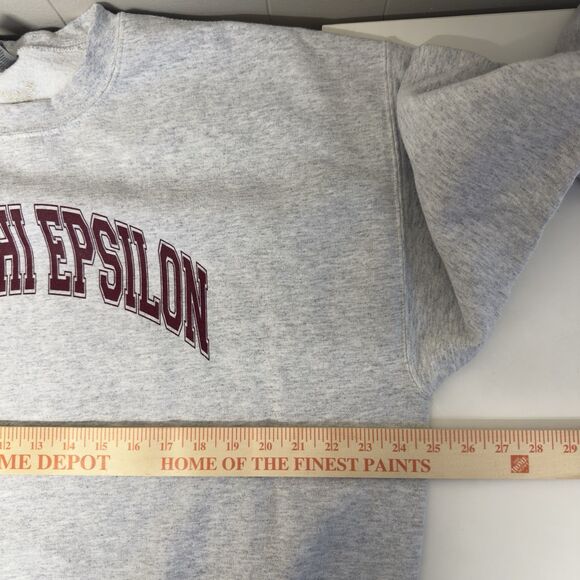 HI EPSILON
12 13 14 15 16 17 18 19 20 21 22 23 24 25 26 27 28 29
ME DEPOT HOME OF THE FINEST PAINTS